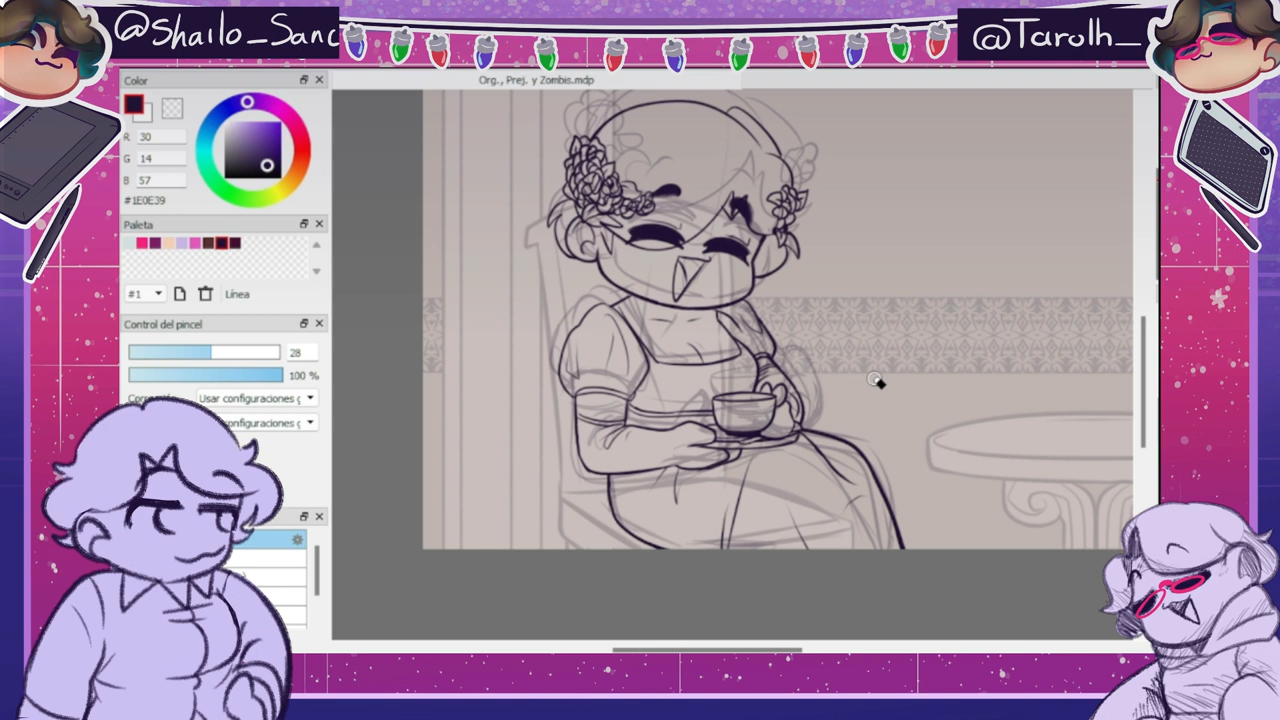 @Shailo_Sanc
@Tarolh_
Color
Org., Prej. y Zombis.mdp
R 30
G 14
B 57
#1E0E39
Paleta
#1
Línea
Control del pincel
28
100 %
Usar configuraciones
configuraciones